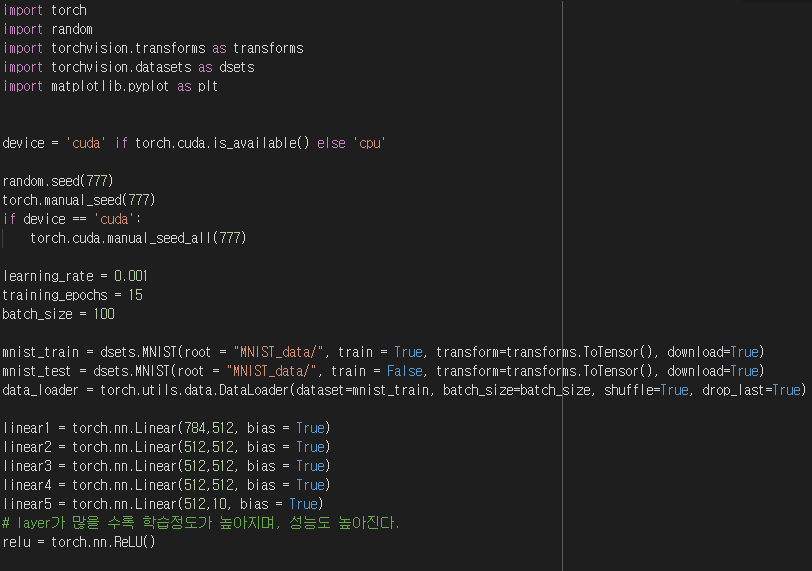 import torch
import random
import torchvision.transforms as transforms
import torchvision.datasets as dsets
import matplotlib.pyplot as plt
device = 'cuda' if torch.cuda.is_available() else 'cpu'
random.seed(777)
torch.manual_seed(777)
if device == 'cuda':
    torch.cuda.manual_seed_all(777)
learning_rate = 0.001
training_epochs = 15
batch_size = 100
mnist_train = dsets.MNIST(root = "MNIST_data/", train = True, transform=transforms.ToTensor(), download=True)
mnist_test = dsets.MNIST(root = "MNIST_data/", train = False, transform=transforms.ToTensor(), download=True)
data_loader = torch.utils.data.DataLoader(dataset=mnist_train, batch_size=batch_size, shuffle=True, drop_last=True)
linear1 = torch.nn.Linear(784,512, bias = True)
linear2 = torch.nn.Linear(512,512, bias = True)
linear3 = torch.nn.Linear(512,512, bias = True)
linear4 = torch.nn.Linear(512,512, bias = True)
linear5 = torch.nn.Linear(512,10, bias = True)
# layer가 많을 수록 학습정도가 높아지며, 성능도 높아진다.
relu = torch.nn.ReLU()